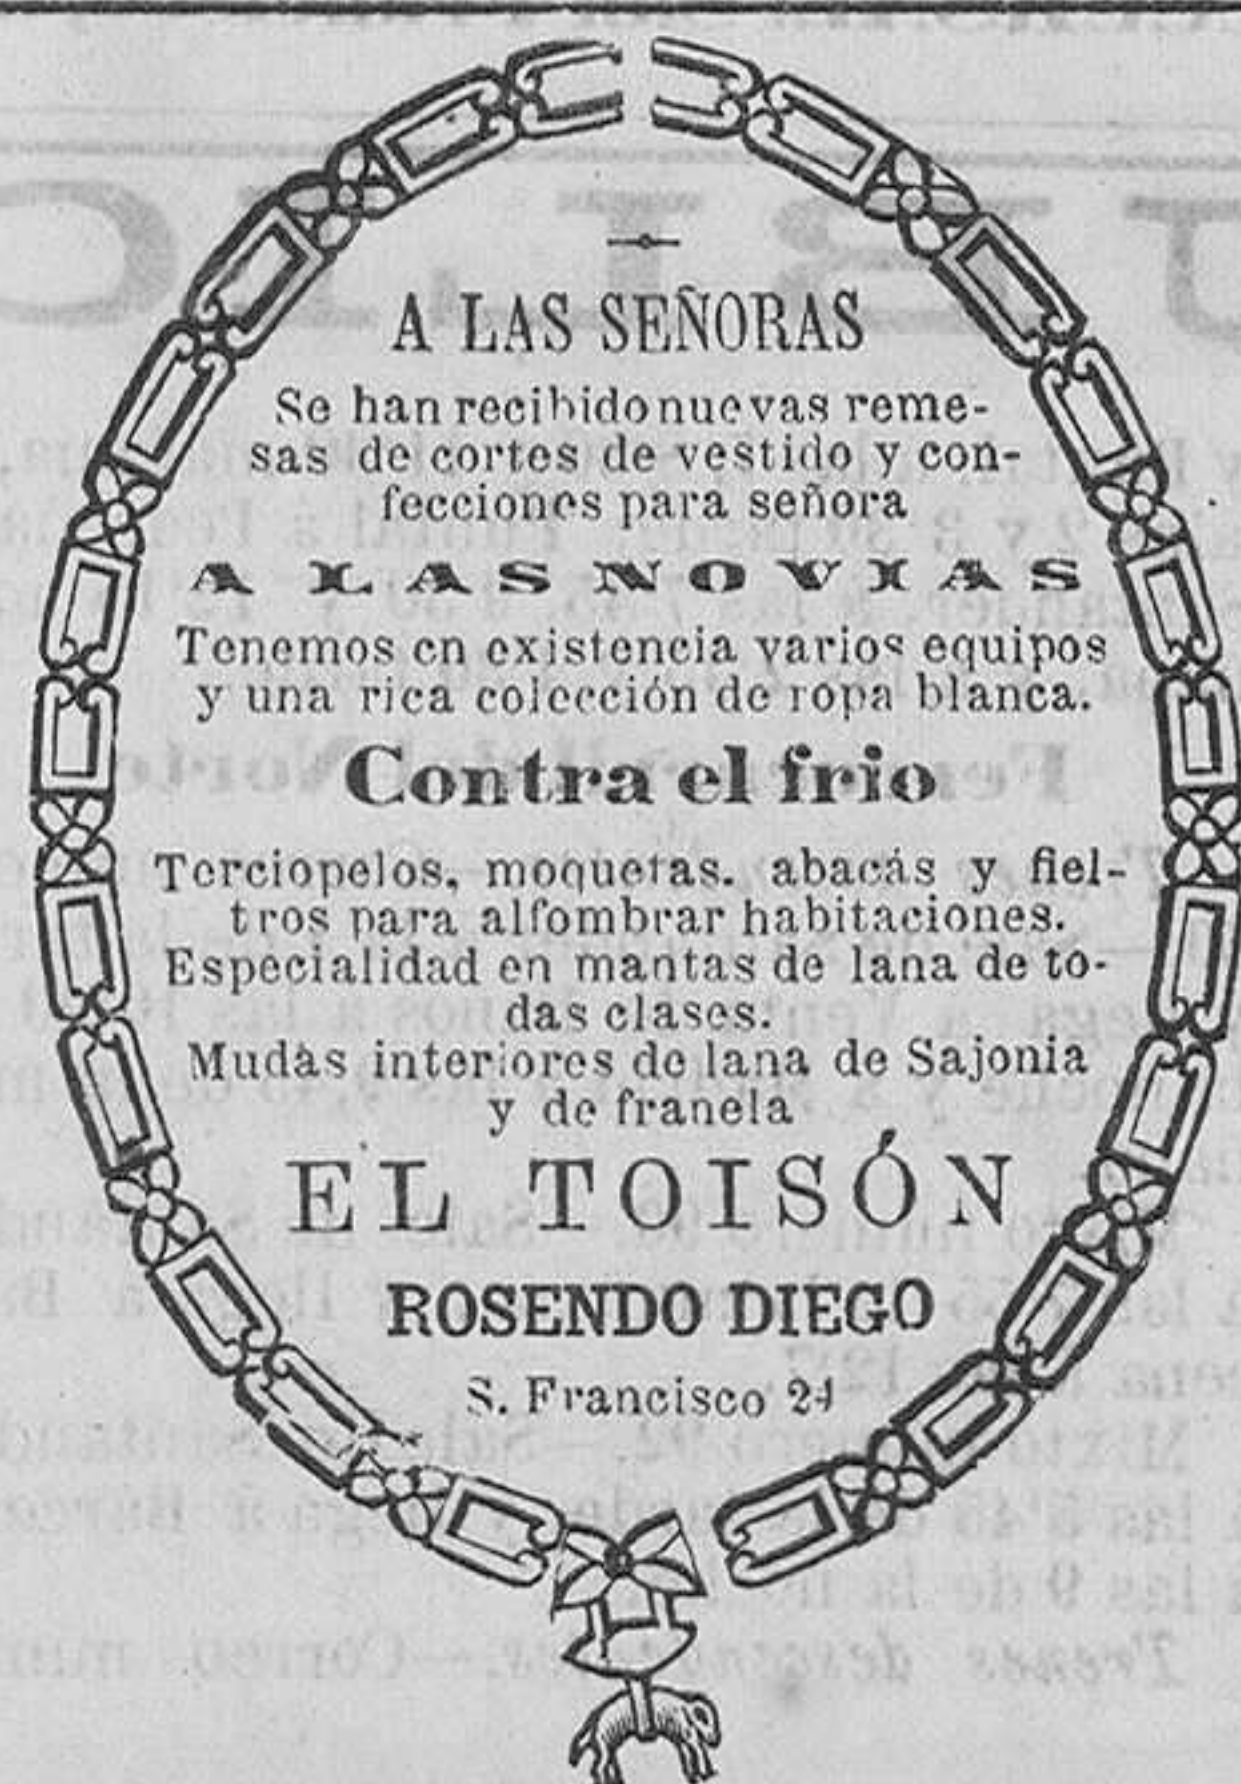 A LAS SEÑORAS
Se han recibido nuevas reme-
sas de cortes de vestido y con-
fecciones para señora
A LAS NOVIAS
Tenemos en existencia varios equipos
y una rica colección de ropa blanca.
Contra el frio
Terciopelos, moquetas. abacás y fiel-
tros para alfombrar habitaciones.
Especialidad en mantas de lana de to-
das clases.
Mudas interiores de lana de Sajonia
y de franela
EL TOISÓN
ROSENDO DIEGO
S. Francisco